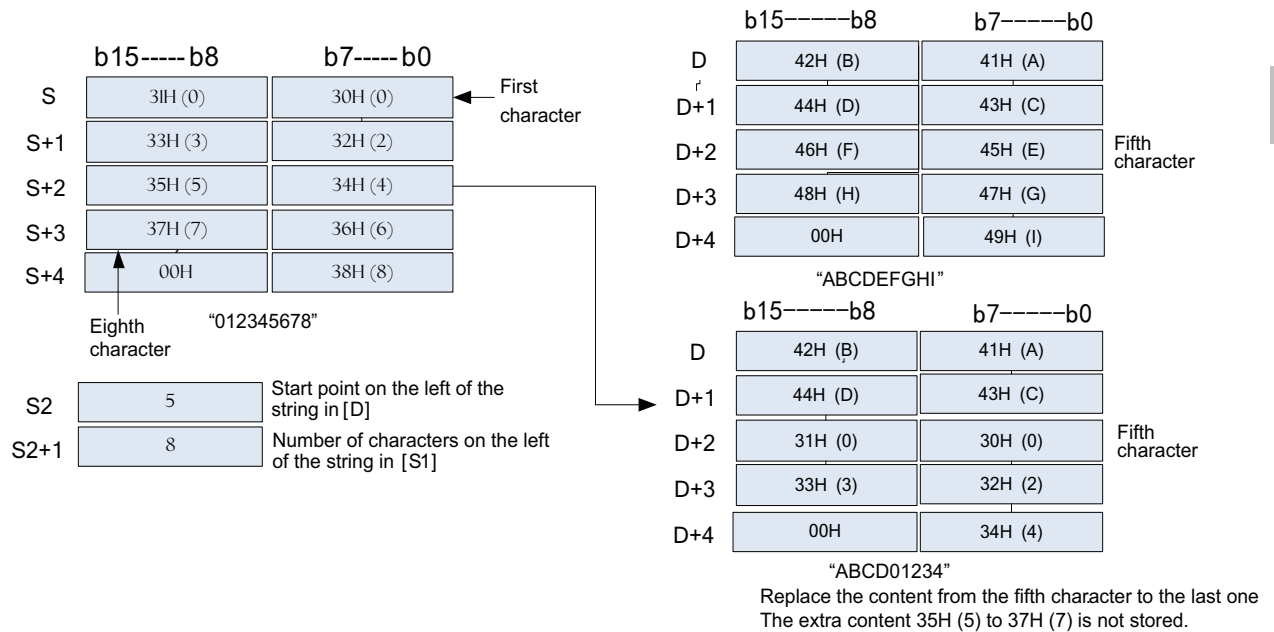 b15-----b8 b7-----b0
S 31H (0) 30H (0) First character
S+1 33H (3) 32H (2)
S+2 35H (5) 34H (4)
S+3 37H (7) 36H (6)
S+4 00H 38H (8)
Eighth character
“012345678”
S2 5 Start point on the left of the
string in [D]
S2+1 8 Number of characters on the left
of the string in [S1]
b15-----b8 b7-----b0
D 42H (B) 41H (A)
D+1 44H (D) 43H (C)
D+2 46H (F) 45H (E) Fifth character
D+3 48H (H) 47H (G)
D+4 00H 49H (I)
“ABCDEFGHI”
b15-----b8 b7-----b0
D 42H (B) 41H (A)
D+1 44H (D) 43H (C)
D+2 31H (0) 30H (0) Fifth character
D+3 33H (3) 32H (2)
D+4 00H 34H (4)
“ABCD01234”
Replace the content from the fifth character to the last one
The extra content 35H (5) to 37H (7) is not stored.